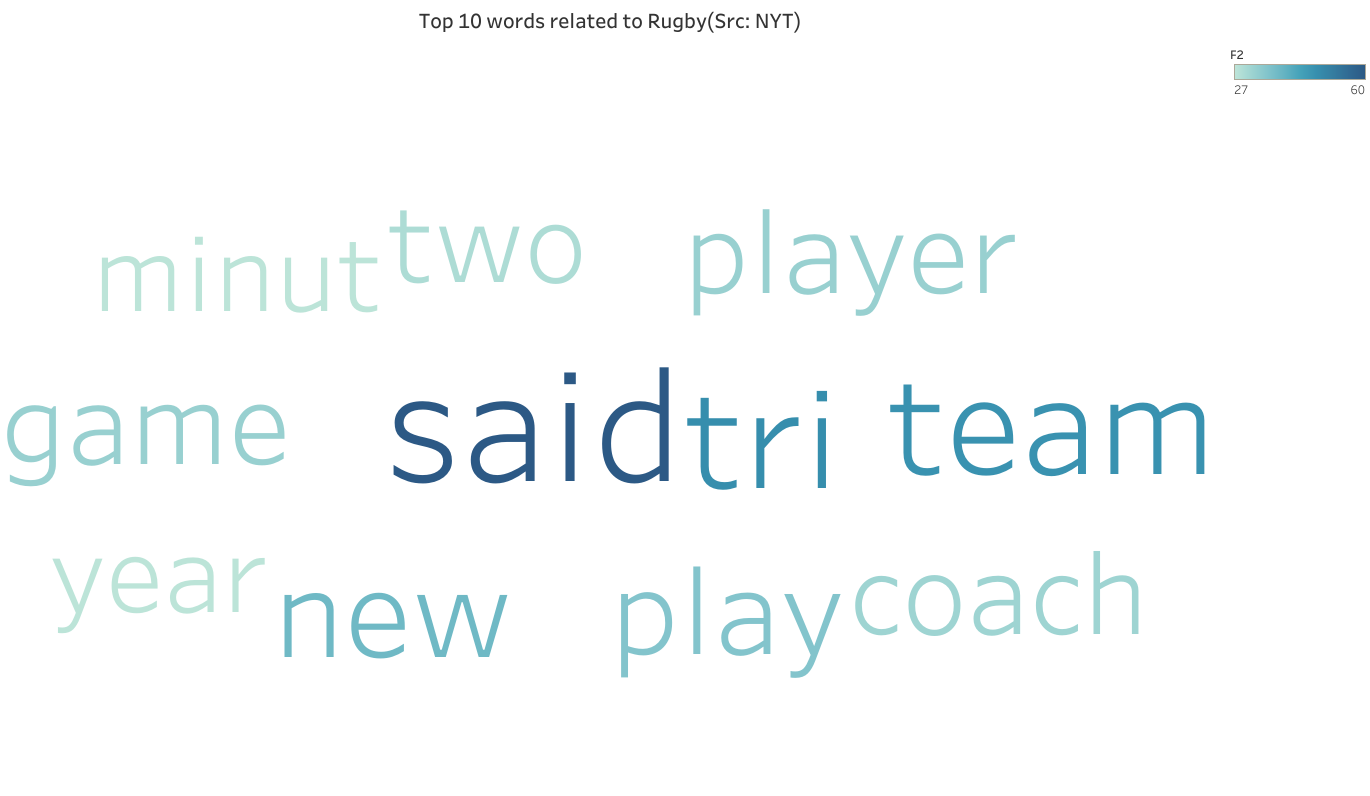 Top 10 words related to Rugby(Src: NYT)
F2
27 60
minut two player
game said tri team
year new play coach